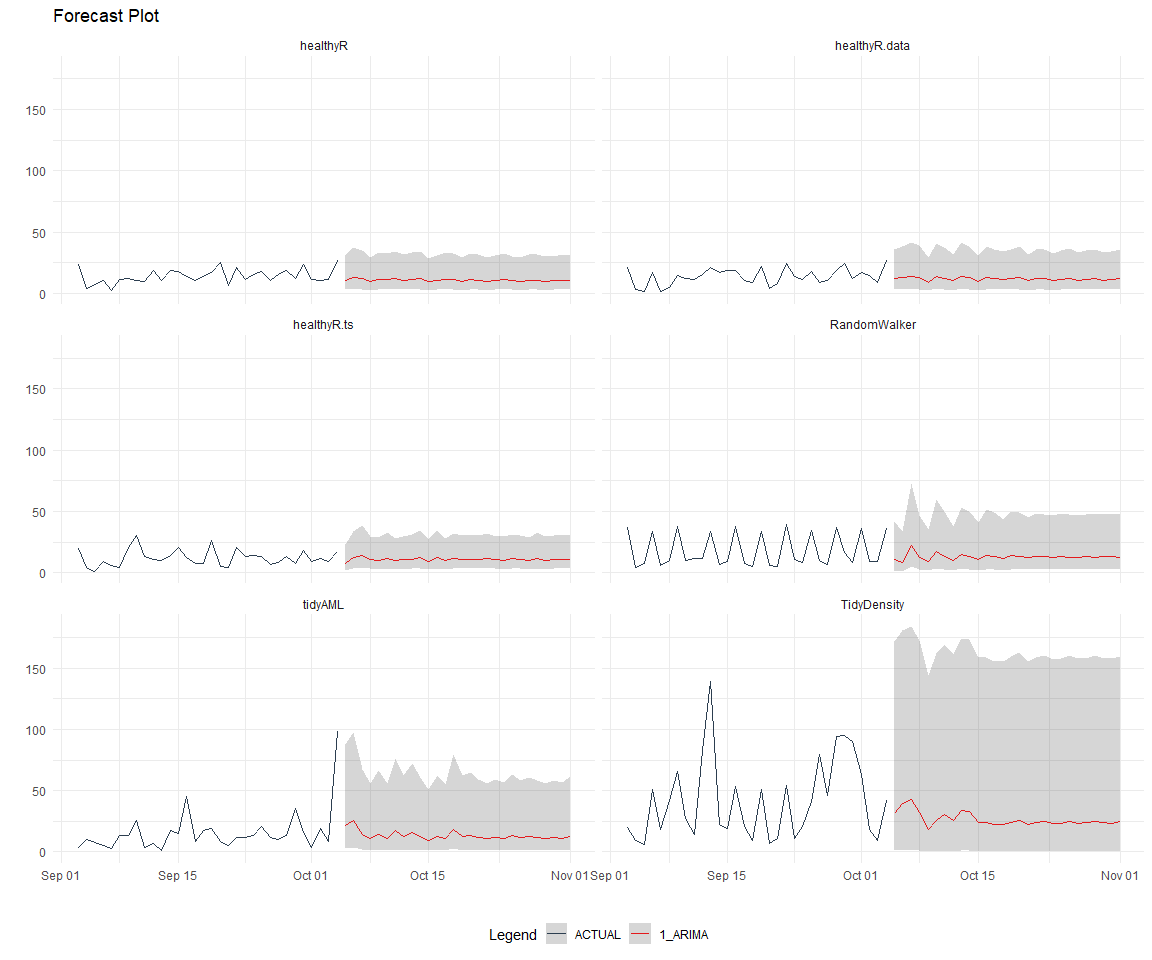 Forecast Plot
healthyR healthyR.data
150
100
50
0
healthyR.ts RandomWalker
150
100
50
0
tidyAML TidyDensity
150
100
50
0
Sep 01 Sep 15 Oct 01 Oct 15 Nov 01 Sep 01 Sep 15 Oct 01 Oct 15 Nov 01
Legend ACTUAL 1_ARIMA